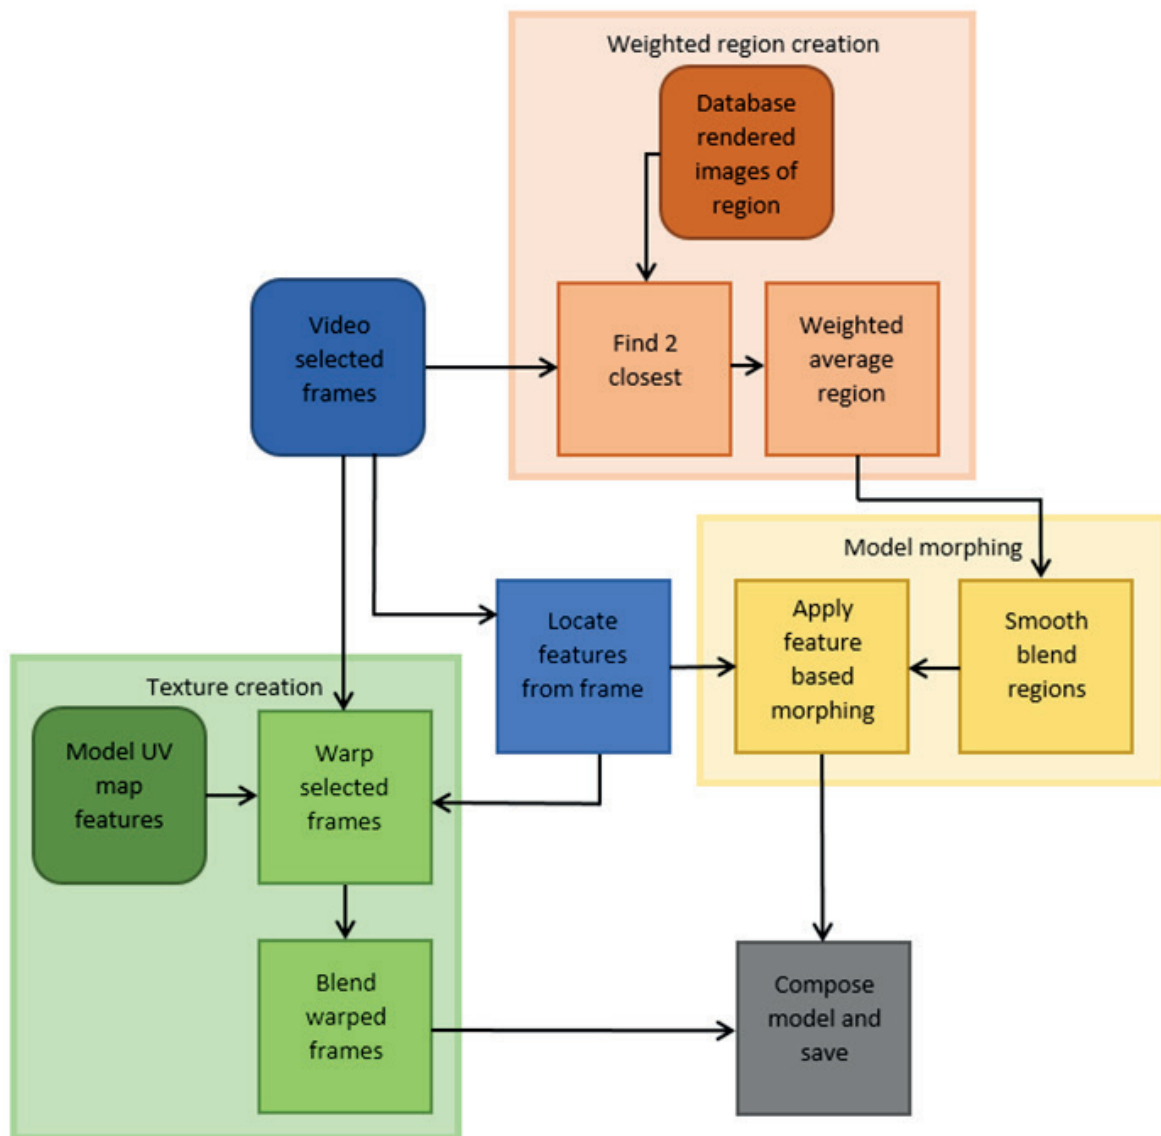 Weighted region creation
Database
rendered
images of
region
Video
selected
frames
Find 2
closest
Weighted
average
region
Model morphing
Locate
features
from frame
Apply
feature
based
morphing
Smooth
blend
regions
Texture creation
Model UV
map
features
Warp
selected
frames
Blend
warped
frames
Compose
model and
save